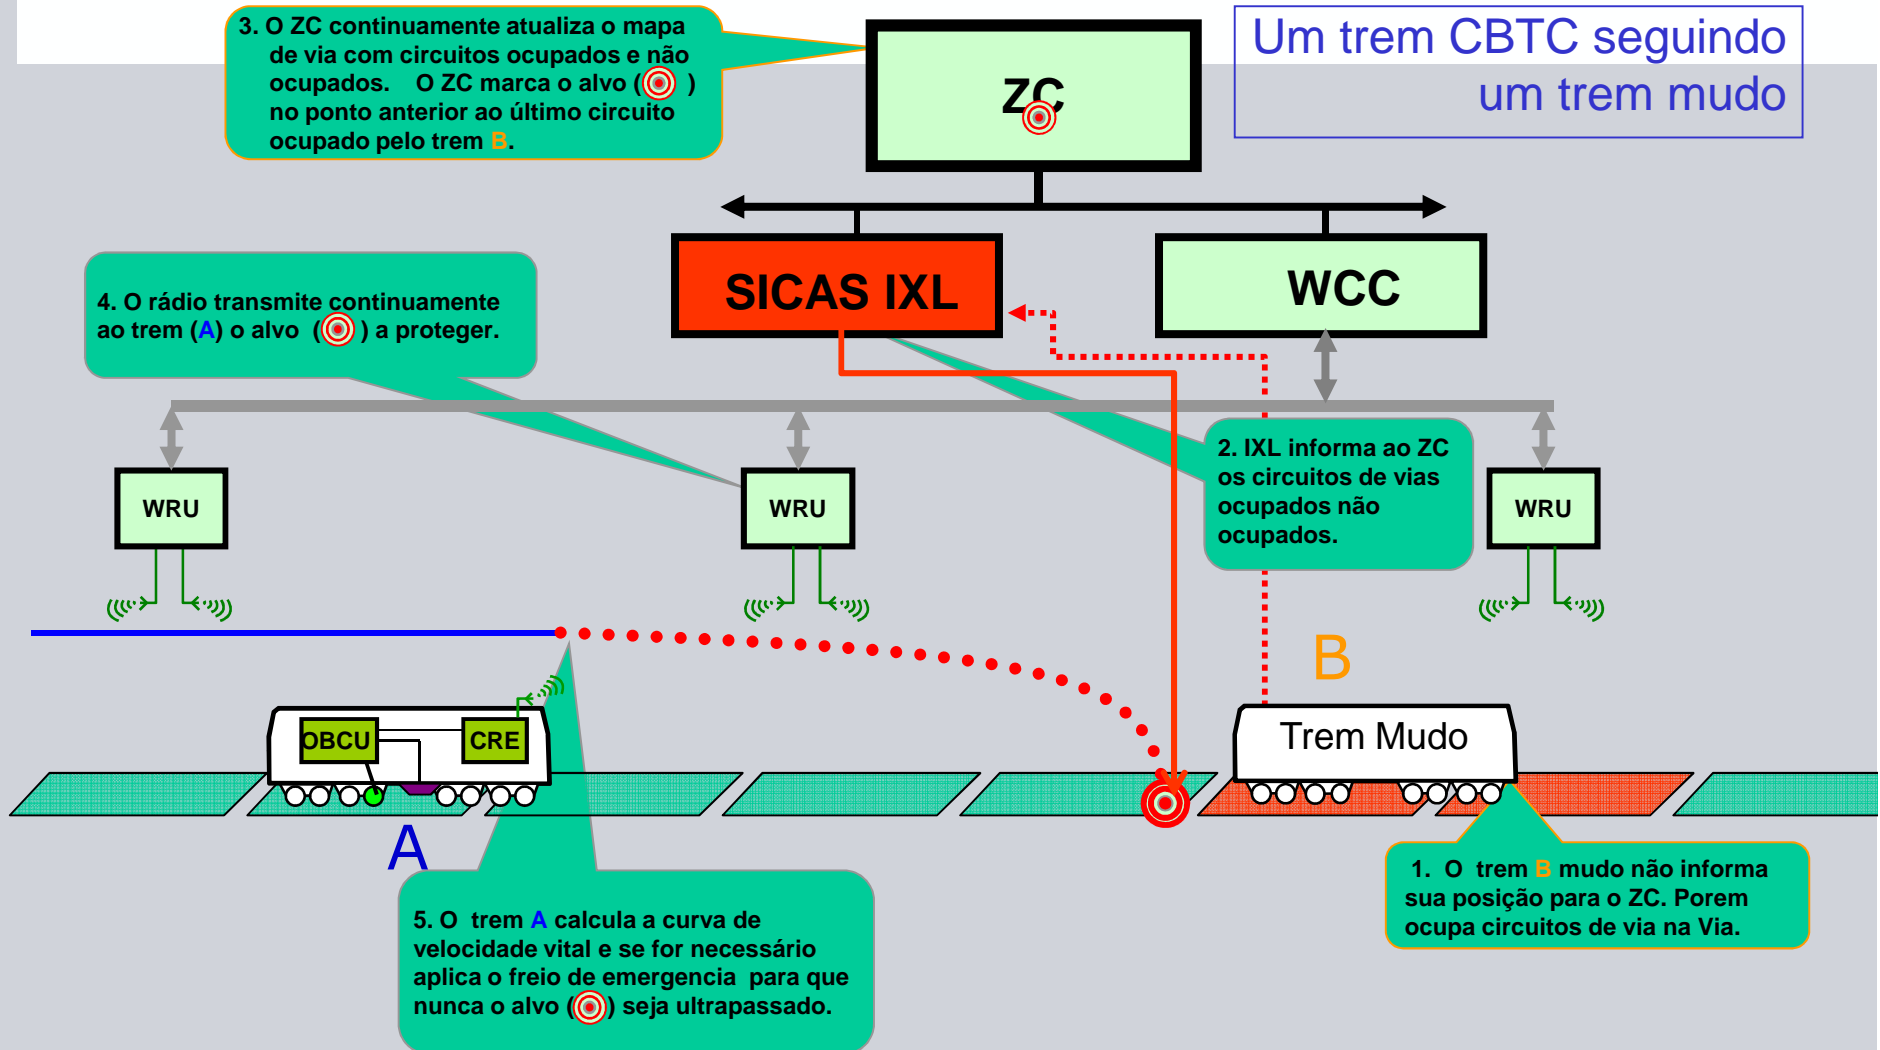 Um trem CBTC seguindo
um trem mudo
3. O ZC continuamente atualiza o mapa
de via com circuitos ocupados e não
ocupados. O ZC marca o alvo ( )
no ponto anterior ao último circuito
ocupado pelo trem B.
ZC
SICAS IXL
WCC
4. O rádio transmite continuamente
ao trem (A) o alvo ( ) a proteger.
2. IXL informa ao ZC
os circuitos de vias
ocupados não
ocupados.
WRU
WRU
WRU
B
Trem Mudo
OBCU
CRE
A
1. O trem B mudo não informa
sua posição para o ZC. Porem
ocupa circuitos de via na Via.
5. O trem A calcula a curva de
velocidade vital e se for necessário
aplica o freio de emergencia para que
nunca o alvo ( ) seja ultrapassado.